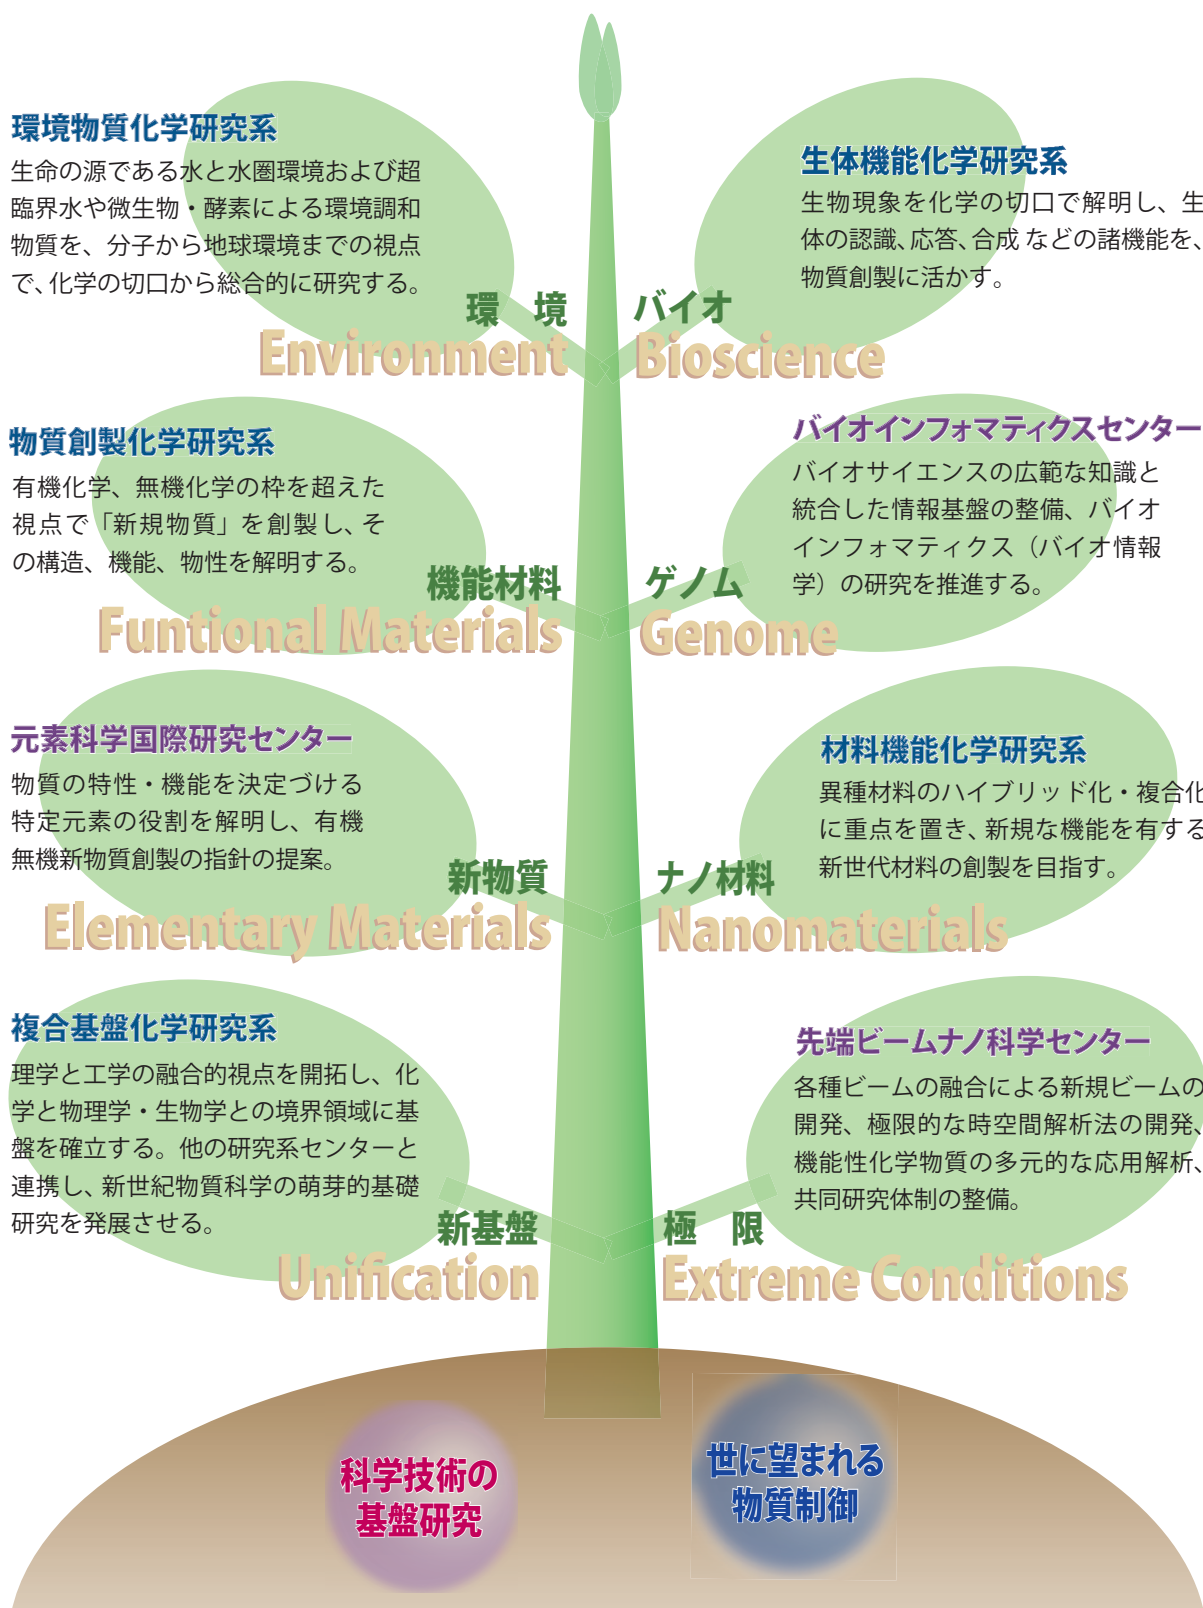 環境物質化学研究系
生命の源である水と水圏環境および超
臨界水や微生物・酵素による環境調和
物質を、分子から地球環境までの視点
で、化学の切口から総合的に研究する。
環　境
Environment
生体機能化学研究系
生物現象を化学の切口で解明し、生
体の認識、応答、合成などの諸機能を、
物質創製に活かす。
バイオ
Bioscience
物質創製化学研究系
有機化学、無機化学の枠を超えた
視点で「新規物質」を創製し、そ
の構造、機能、物性を解明する。
機能材料
Funtional Materials
バイオインフォマティクスセンター
バイオサイエンスの広範な知識と
統合した情報基盤の整備、バイオ
インフォマティクス（バイオ情報
学）の研究を推進する。
ゲノム
Genome
元素科学国際研究センター
物質の特性・機能を決定づける
特定元素の役割を解明し、有機
無機新物質創製の指針の提案。
新物質
Elementary Materials
材料機能化学研究系
異種材料のハイブリッド化・複合化
に重点を置き、新規な機能を有する
新世代材料の創製を目指す。
ナノ材料
Nanomaterials
複合基盤化学研究系
理学と工学の融合的視点を開拓し、化
学と物理学・生物学との境界領域に基
盤を確立する。他の研究系センターと
連携し、新世紀物質科学の萌芽的基礎
研究を発展させる。
新基盤
Unification
先端ビームナノ科学センター
各種ビームの融合による新規ビームの
開発、極限的な時空間解析法の開発、
機能性化学物質の多元的な応用解析、
共同研究体制の整備。
極　限
Extreme Conditions
科学技術の
基盤研究
世に望まれる
物質制御